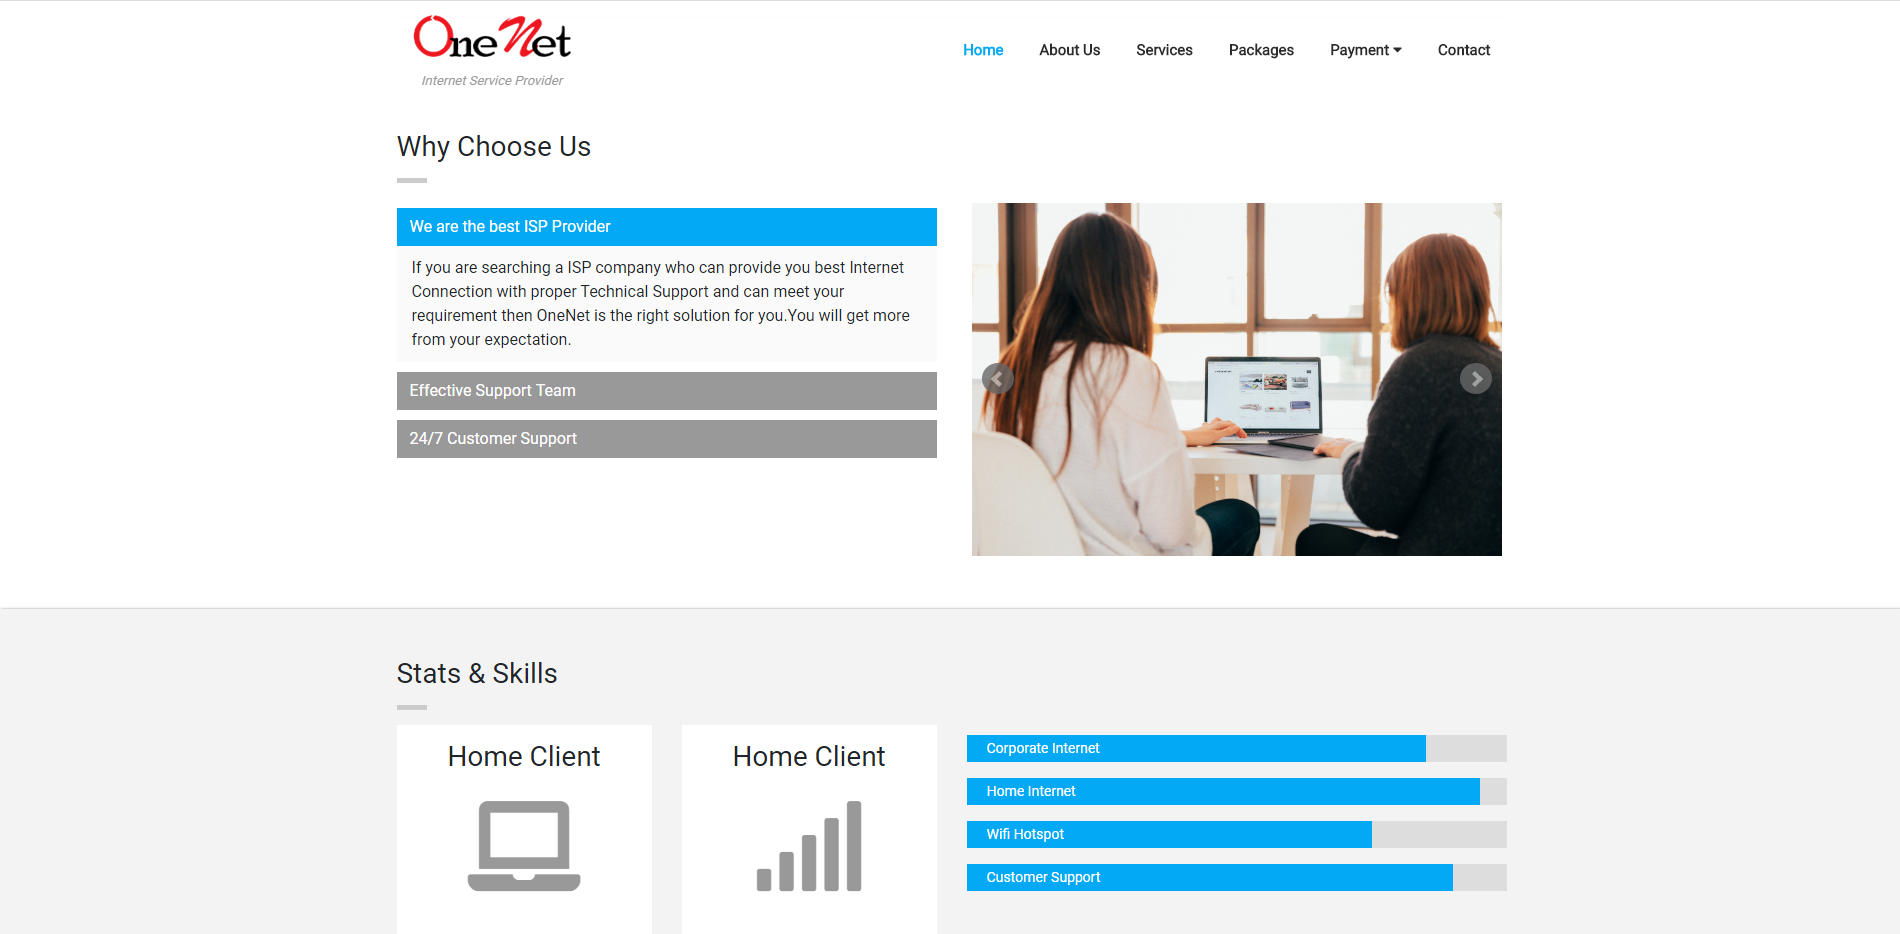 OneNet
Internet Service Provider
Home
About Us
Services
Packages
Payment
Contact
Why Choose Us
We are the best ISP Provider
If you are searching a ISP company who can provide you best Internet
Connection with proper Technical Support and can meet your
requirement then OneNet is the right solution for you.You will get more
from your expectation.
Effective Support Team
24/7 Customer Support
Stats & Skills
Home Client
Home Client
Corporate Internet
Home Internet
Wifi Hotspot
Customer Support